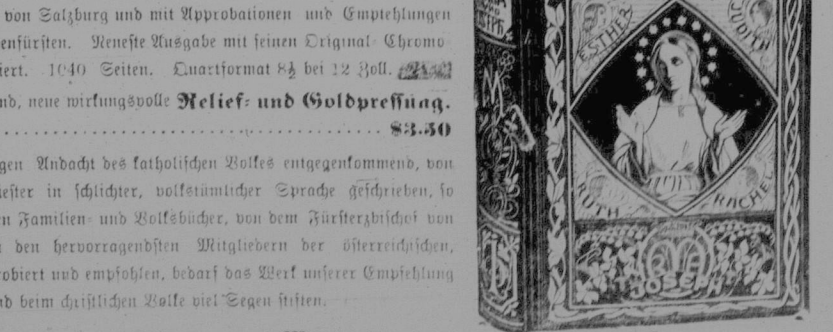 von Salzburg und mit Approbationen und Empfehlungen
enfürsten. Neueste Ausgabe mit seinen Original Chromo
iert. 1040 Seiten. Quartformat 8½ bei 12 Zoll.
nd, neue wirkungsvolle Relief- und Goldpressung.
$3.50
gen Andacht des katholischen Volkes entgegenkommend, von
iester in schlichter, volkstümlicher Sprache geschrieben, so
en Familien- und Volksbücher, von dem Fürsterzbischof von
den hervorragendsten Mitgliedern der österreichischen,
robiert und empfohlen, bedarf das Werk unserer Empfehlung
nd beim christlichen Volke viel Segen stiften.
ESTHER
JUDITH
RUTH
RACHEL
JOSEPH